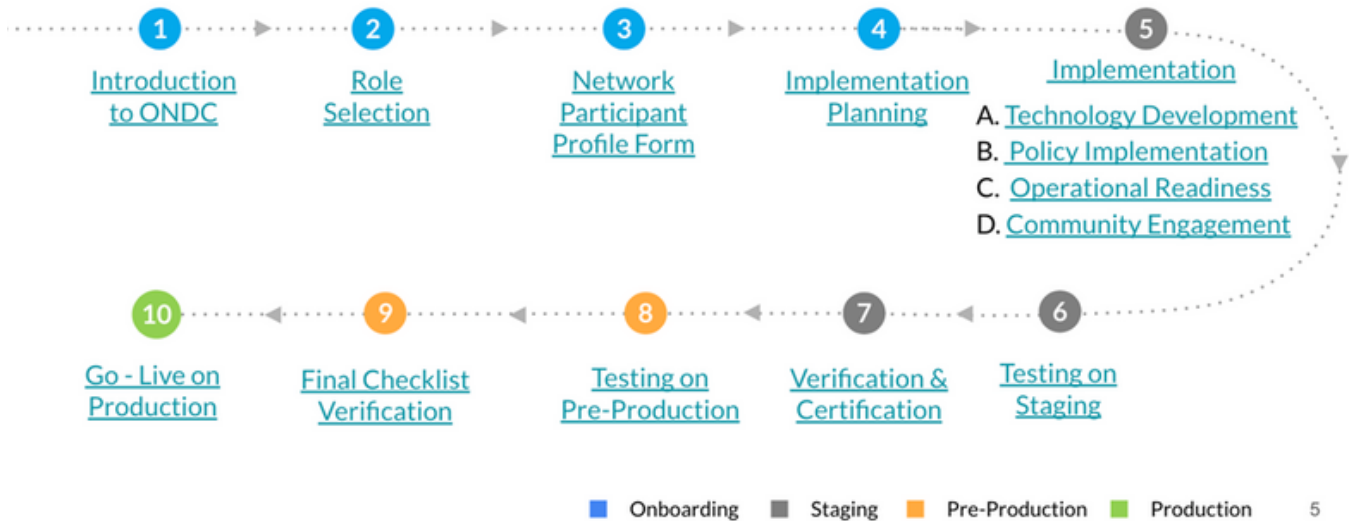 1
2
3
4
5
Introduction
to ONDC
Role
Selection
Network
Participant
Profile Form
Implementation
Planning
Implementation
A. Technology Development
B. Policy Implementation
C. Operational Readiness
D. Community Engagement
10
9
8
7
6
Go - Live on
Production
Final Checklist
Verification
Testing on
Pre-Production
Verification &
Certification
Testing on
Staging
Onboarding Staging Pre-Production Production 5